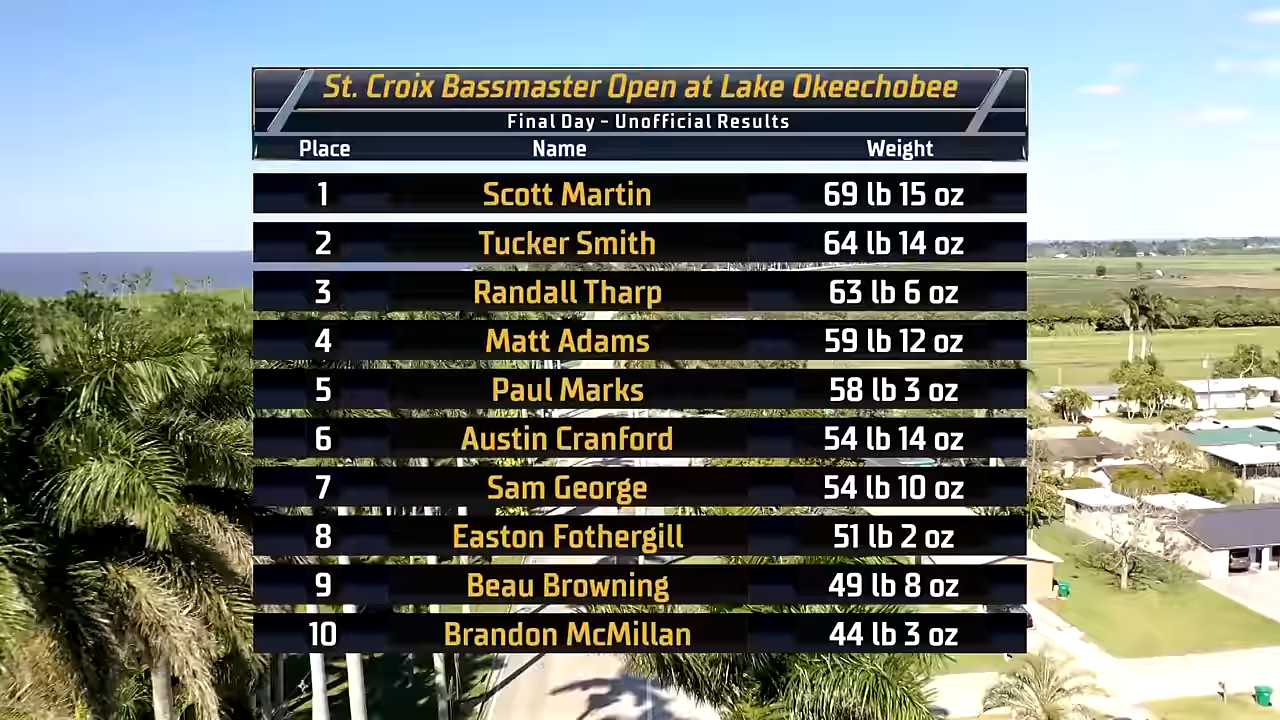 St. Croix Bassmaster Open at Lake Okeechobee
Final Day - Unofficial Results
Place Name Weight
1 Scott Martin 69 lb 15 oz
2 Tucker Smith 64 lb 14 oz
3 Randall Tharp 63 lb 6 oz
4 Matt Adams 59 lb 12 oz
5 Paul Marks 58 lb 3 oz
6 Austin Cranford 54 lb 14 oz
7 Sam George 54 lb 10 oz
8 Easton Fothergill 51 lb 2 oz
9 Beau Browning 49 lb 8 oz
10 Brandon McMillan 44 lb 3 oz